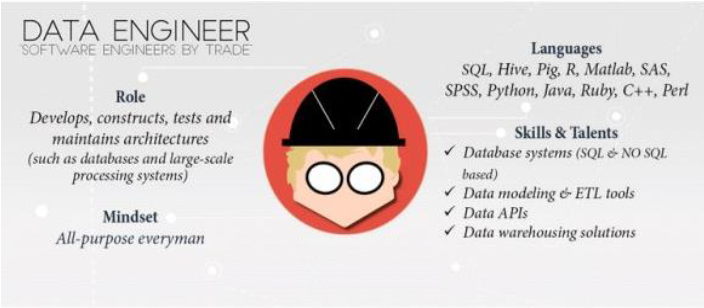 DATA ENGINEER
"SOFTWARE ENGINEERS BY TRADE"
Role
Develops, constructs, tests and
maintains architectures
(such as databases and large-scale
processing systems)
Mindset
All-purpose everyman
Languages
SQL, Hive, Pig, R, Matlab, SAS,
SPSS, Python, Java, Ruby, C++, Perl
Skills & Talents
✓ Database systems (SQL & NO SQL
based)
✓ Data modeling & ETL tools
✓ Data APIs
✓ Data warehousing solutions